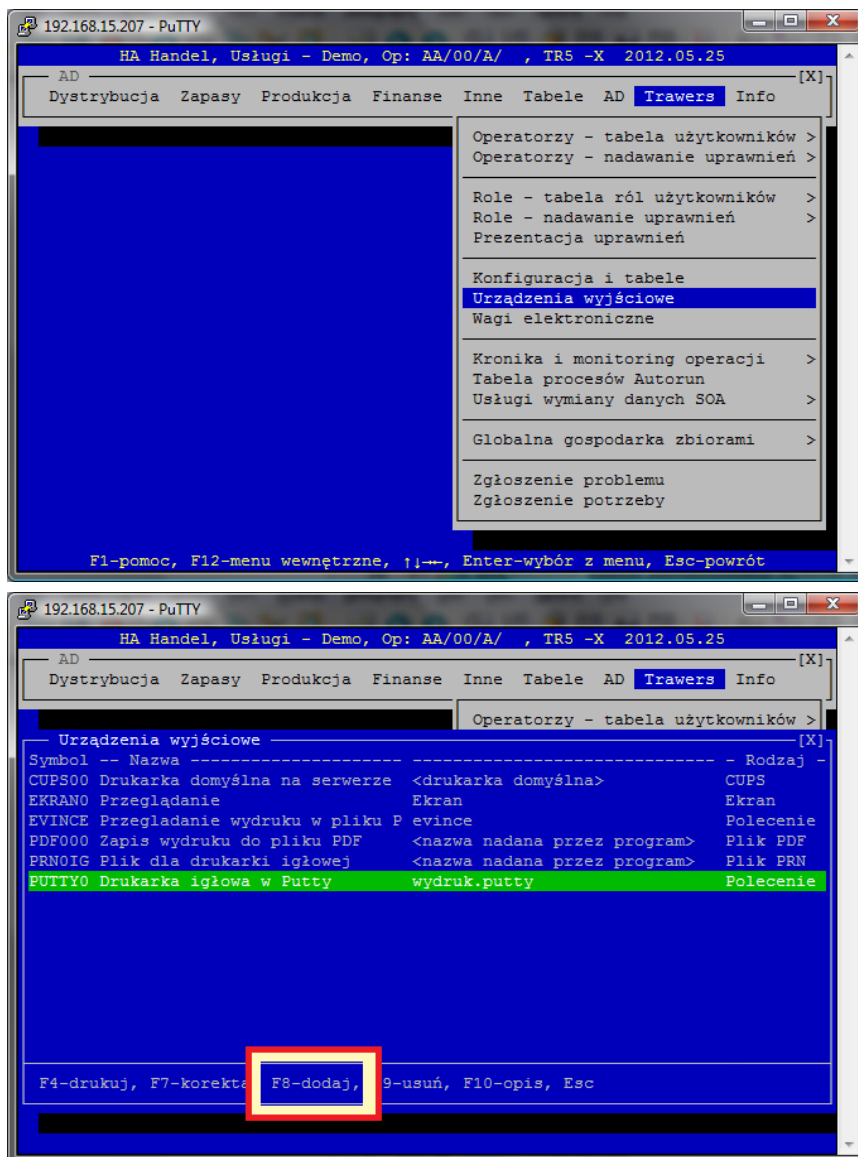 192.168.15.207 - PuTTY
HA Handel, Usługi - Demo, Op: AA/00/A/ , TR5 -X 2012.05.25
AD [X]
Dystrybucja Zapasy Produkcja Finanse Inne Tabele AD Trawers Info
Operatorzy - tabela użytkowników >
Operatorzy - nadawanie uprawnień >
Role - tabela ról użytkowników >
Role - nadawanie uprawnień >
Prezentacja uprawnień
Konfiguracja i tabele
Urządzenia wyjściowe
Wagi elektroniczne
Kronika i monitoring operacji >
Tabela procesów Autorun
Usługi wymiany danych SOA >
Globalna gospodarka zbiorami >
Zgłoszenie problemu
Zgłoszenie potrzeby
F1-pomoc, F12-menu wewnętrzne, ↑↓→←, Enter-wybór z menu, Esc-powrót
192.168.15.207 - PuTTY
HA Handel, Usługi - Demo, Op: AA/00/A/ , TR5 -X 2012.05.25
AD [X]
Dystrybucja Zapasy Produkcja Finanse Inne Tabele AD Trawers Info
Operatorzy - tabela użytkowników >
Urządzenia wyjściowe [X]
Symbol -- Nazwa --------------------- ------------------------------- - Rodzaj -
CUPS00 Drukarka domyślna na serwerze <drukarka domyślna> CUPS
EKRAN0 Przeglądanie Ekran Ekran
EVINCE Przegladanie wydruku w pliku P evince Polecenie
PDF000 Zapis wydruku do pliku PDF <nazwa nadana przez program> Plik PDF
PRN0IG Plik dla drukarki igłowej <nazwa nadana przez program> Plik PRN
PUTTY0 Drukarka igłowa w Putty wydruk.putty Polecenie
F4-drukuj, F7-korekta F8-dodaj, 9-usuń, F10-opis, Esc